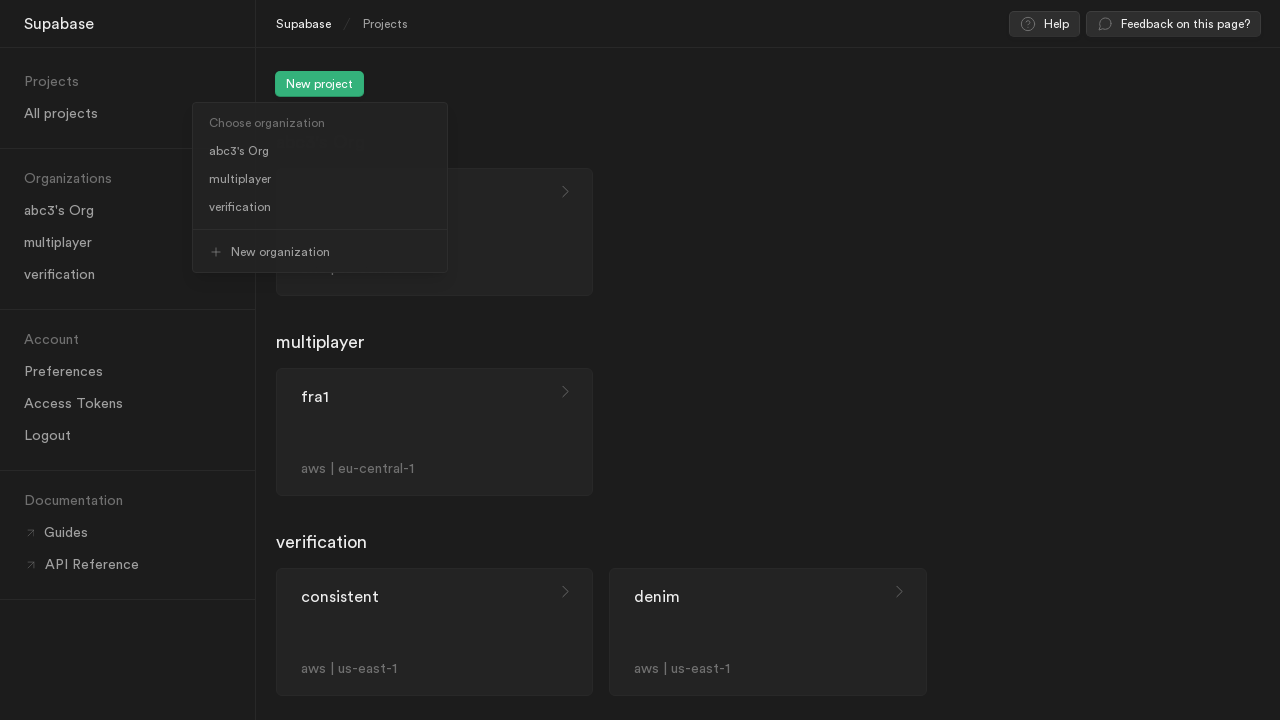 Supabase
Projects
All projects
Organizations
abc3's Org
multiplayer
verification
Account
Preferences
Access Tokens
Logout
Documentation
Guides
API Reference
Supabase / Projects
Help
Feedback on this page?
New project
Choose organization
abc3's Org
multiplayer
verification
New organization
multiplayer
fra1
aws | eu-central-1
verification
consistent
aws | us-east-1
denim
aws | us-east-1